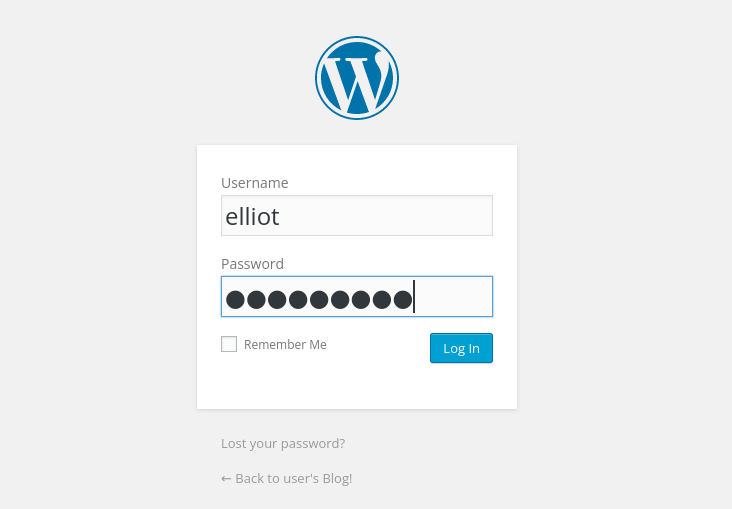 Username
elliot
Password
●●●●●●●●●
Remember Me
Log In
Lost your password?
← Back to user's Blog!